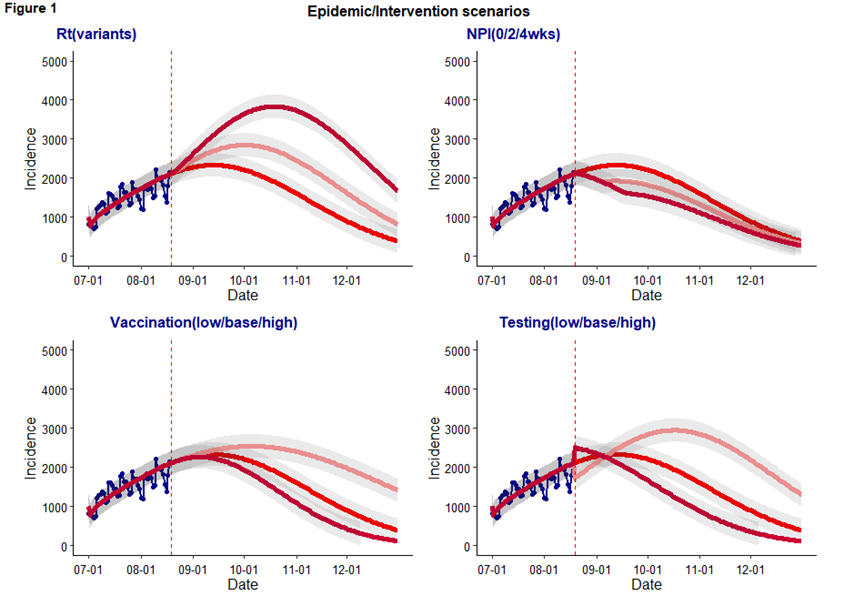 Figure 1
Epidemic/Intervention scenarios
Rt(variants)
NPI(0/2/4wks)
5000
4000
3000
2000
1000
0
Incidence
07-01 08-01 09-01 10-01 11-01 12-01
Date
5000
4000
3000
2000
1000
0
Incidence
07-01 08-01 09-01 10-01 11-01 12-01
Date
Vaccination(low/base/high)
Testing(low/base/high)
5000
4000
3000
2000
1000
0
Incidence
07-01 08-01 09-01 10-01 11-01 12-01
Date
5000
4000
3000
2000
1000
0
Incidence
07-01 08-01 09-01 10-01 11-01 12-01
Date